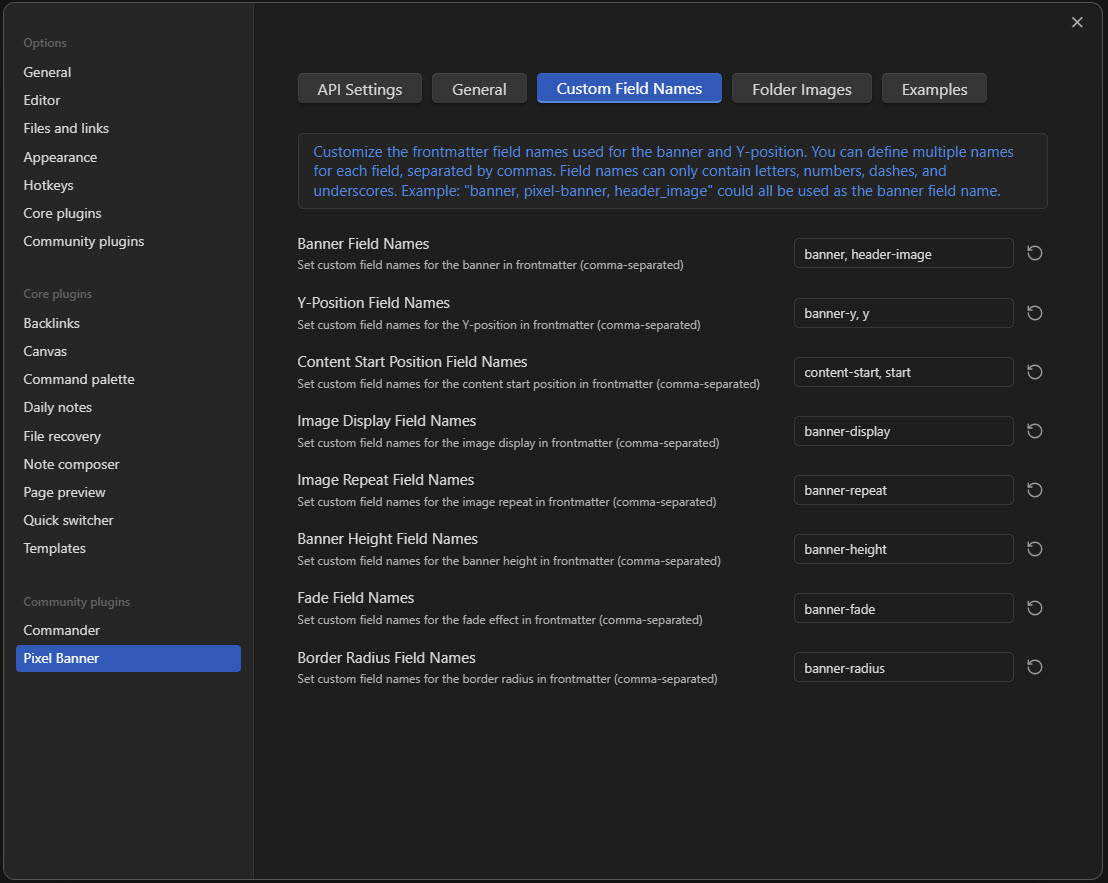 Options
General
Editor
Files and links
Appearance
Hotkeys
Core plugins
Community plugins
Core plugins
Backlinks
Canvas
Command palette
Daily notes
File recovery
Note composer
Page preview
Quick switcher
Templates
Community plugins
Commander
Pixel Banner
API Settings
General
Custom Field Names
Folder Images
Examples
Customize the frontmatter field names used for the banner and Y-position. You can define multiple names
for each field, separated by commas. Field names can only contain letters, numbers, dashes, and
underscores. Example: "banner, pixel-banner, header_image" could all be used as the banner field name.
Banner Field Names
Set custom field names for the banner in frontmatter (comma-separated)
banner, header-image
Y-Position Field Names
Set custom field names for the Y-position in frontmatter (comma-separated)
banner-y, y
Content Start Position Field Names
Set custom field names for the content start position in frontmatter (comma-separated)
content-start, start
Image Display Field Names
Set custom field names for the image display in frontmatter (comma-separated)
banner-display
Image Repeat Field Names
Set custom field names for the image repeat in frontmatter (comma-separated)
banner-repeat
Banner Height Field Names
Set custom field names for the banner height in frontmatter (comma-separated)
banner-height
Fade Field Names
Set custom field names for the fade effect in frontmatter (comma-separated)
banner-fade
Border Radius Field Names
Set custom field names for the border radius in frontmatter (comma-separated)
banner-radius